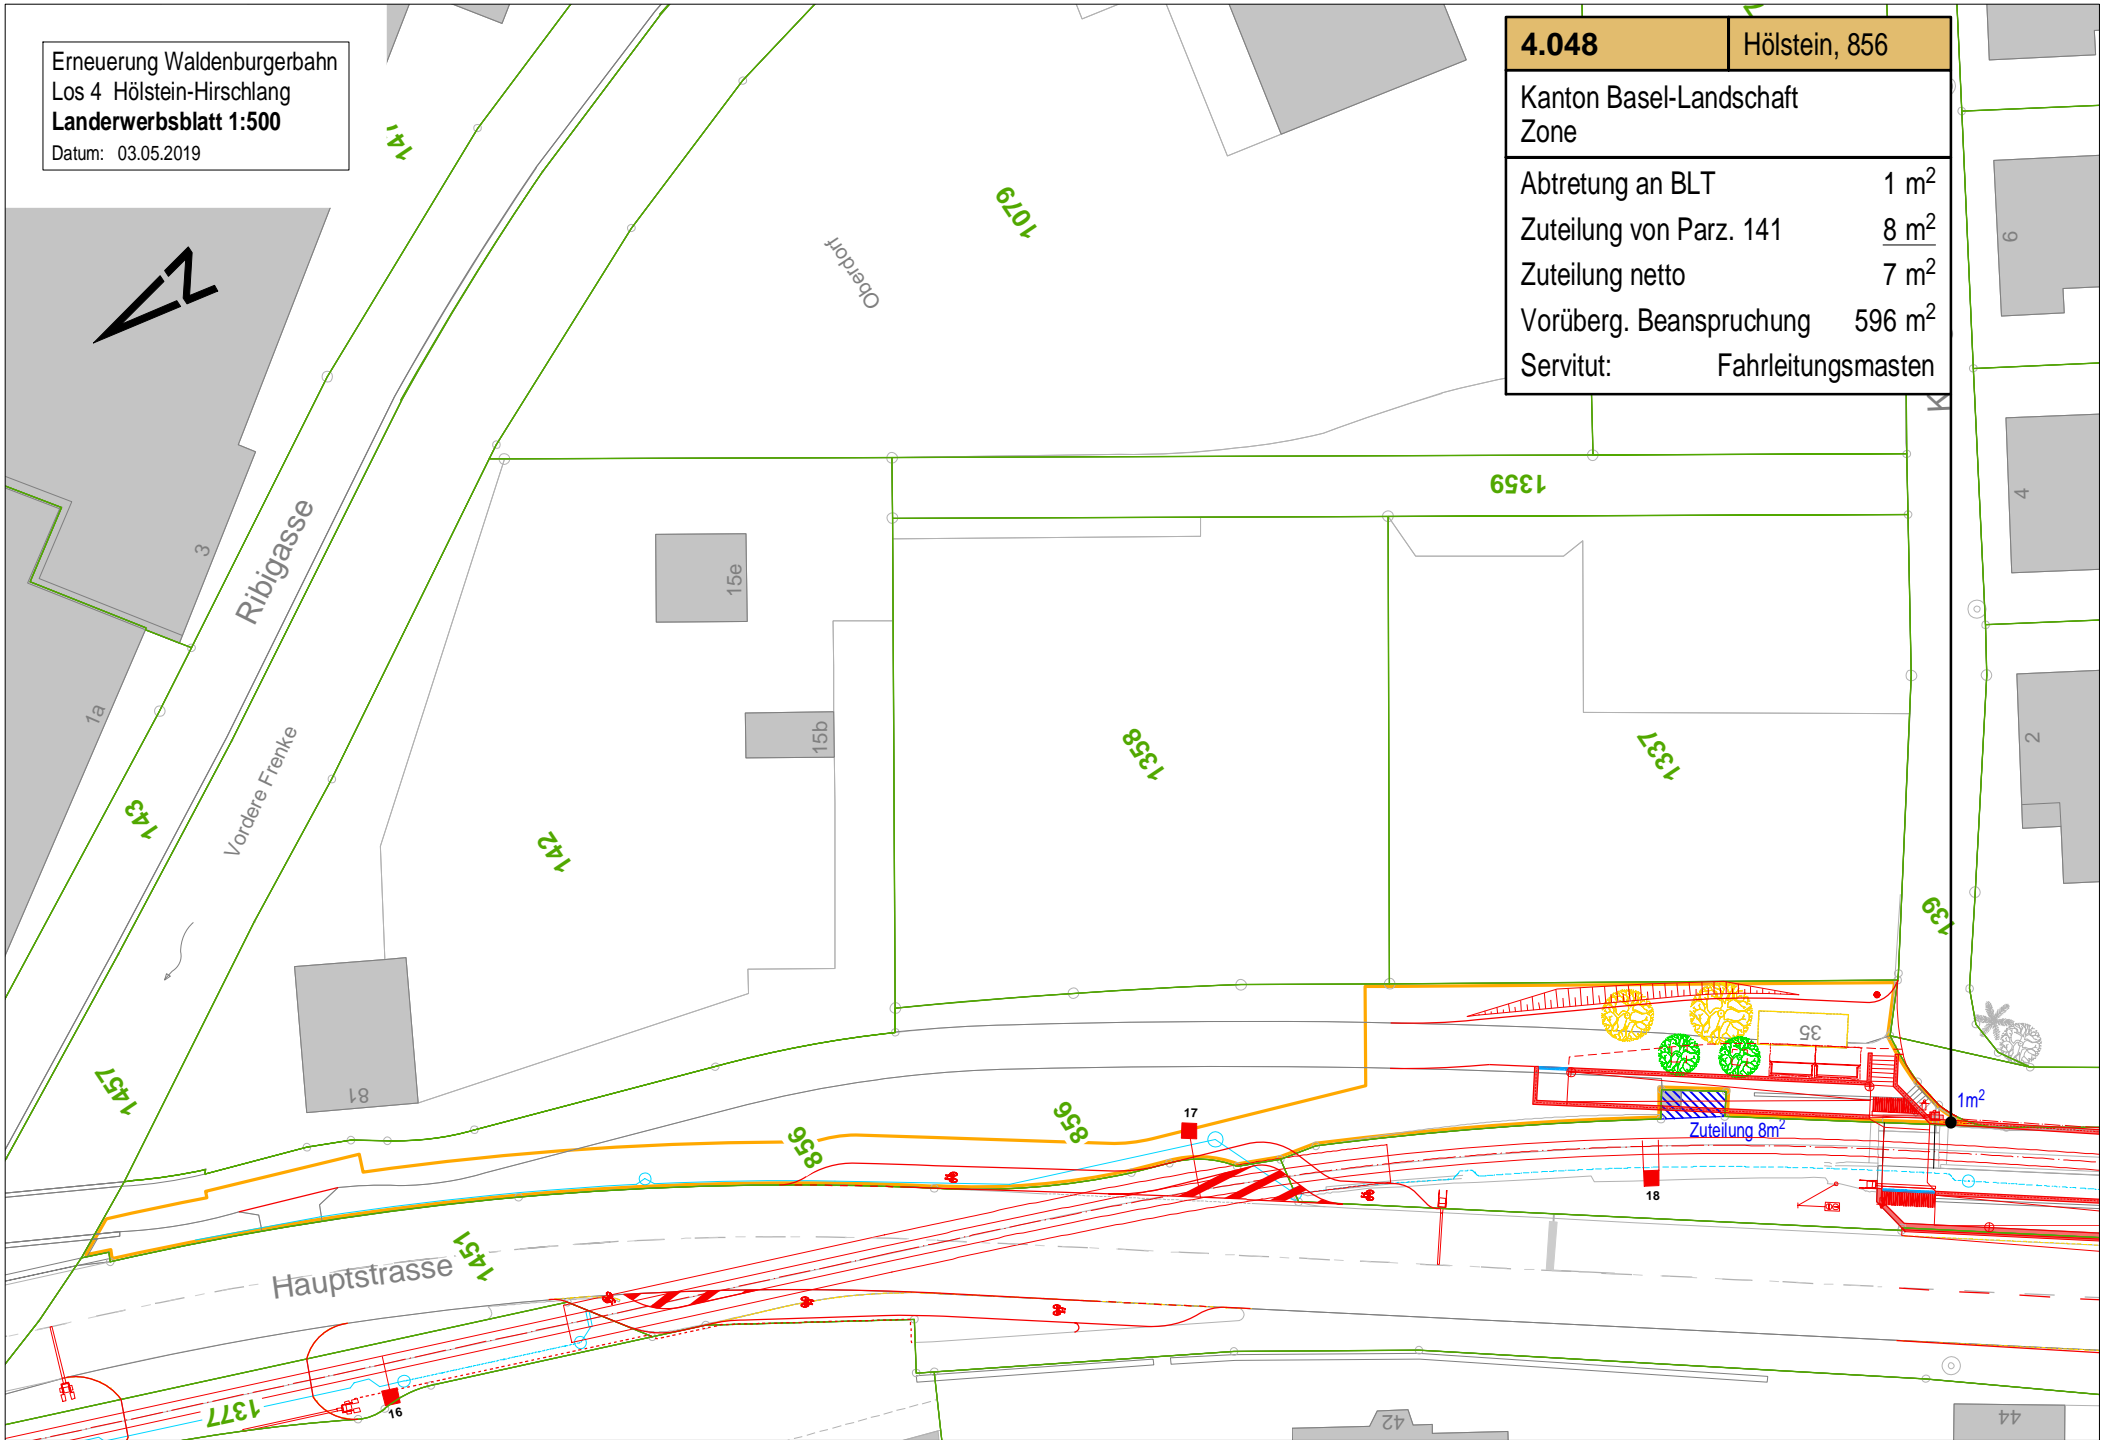 Erneuerung Waldenburgerbahn
Los 4 Hölstein-Hirschlang
Landerwerbsblatt 1:500
Datum: 03.05.2019
4.048 Hölstein, 856
Kanton Basel-Landschaft
Zone
Abtretung an BLT 1 m²
Zuteilung von Parz. 141 8 m²
Zuteilung netto 7 m²
Vorüberg. Beanspruchung 596 m²
Servitut: Fahrleitungsmasten
141
1079
Oberdorf
6
K
1359
4
3
Ribigasse
15e
15b
1a
2
Vordere Frenke
143
142
1358
1337
139
35
81
1457
856
856
17
1m²
Zuteilung 8m²
18
1451
Hauptstrasse
16
1377
42
44